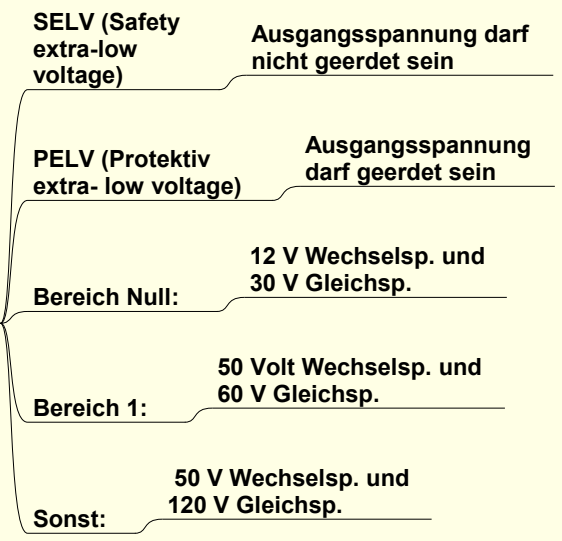 SELV (Safety
extra-low
voltage)
Ausgangsspannung darf
nicht geerdet sein
PELV (Protektiv
extra- low voltage)
Ausgangsspannung
darf geerdet sein
Bereich Null:
12 V Wechselsp. und
30 V Gleichsp.
Bereich 1:
50 Volt Wechselsp. und
60 V Gleichsp.
Sonst:
50 V Wechselsp. und
120 V Gleichsp.